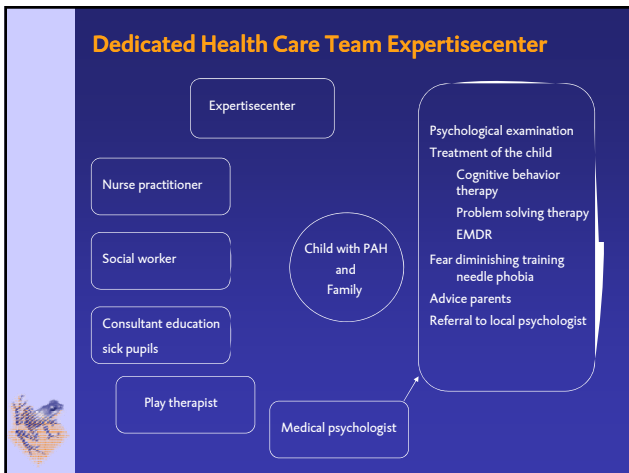 Dedicated Health Care Team Expertisecenter
Expertisecenter
Nurse practitioner
Social worker
Consultant education
sick pupils
Play therapist
Medical psychologist
Child with PAH
and
Family
Psychological examination
Treatment of the child
Cognitive behavior
therapy
Problem solving therapy
EMDR
Fear diminishing training
needle phobia
Advice parents
Referral to local psychologist